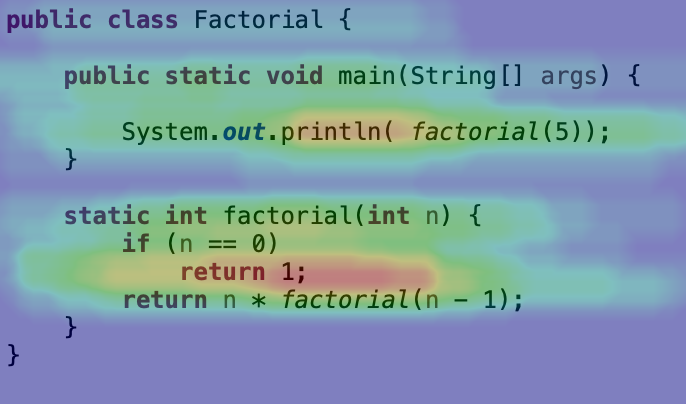 public class Factorial {
public static void main(String[] args) {
System.out.println( factorial(5));
}
static int factorial(int n) {
if (n == 0)
return 1;
return n * factorial(n - 1);
}
}